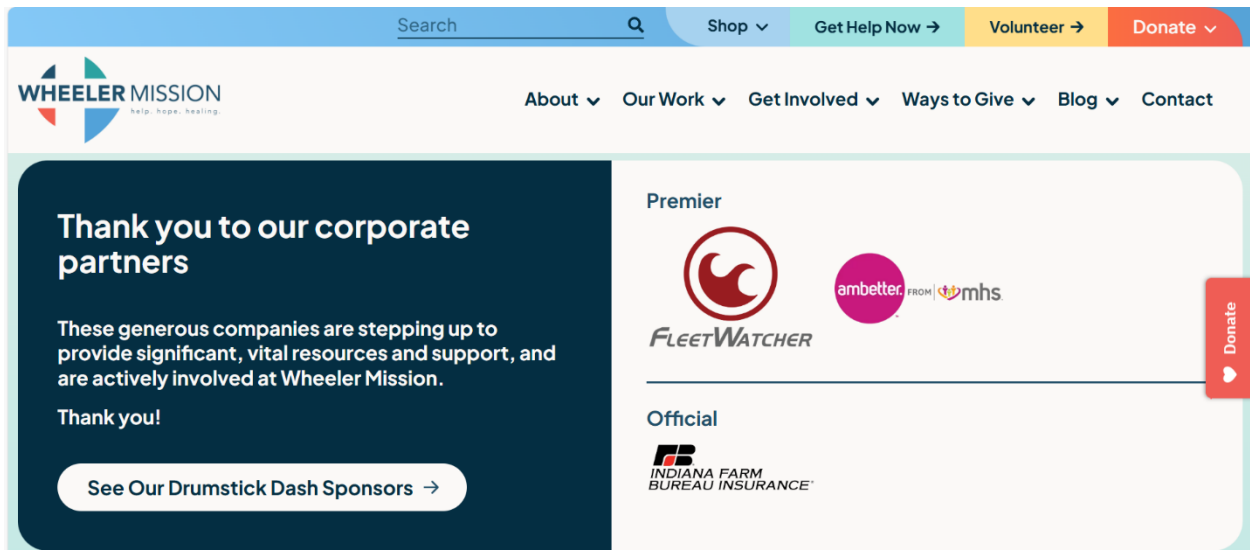 Search
Shop
Get Help Now →
Volunteer →
Donate
WHEELER MISSION
help. hope. healing.
About
Our Work
Get Involved
Ways to Give
Blog
Contact
Thank you to our corporate
partners
These generous companies are stepping up to
provide significant, vital resources and support, and
are actively involved at Wheeler Mission.
Thank you!
See Our Drumstick Dash Sponsors →
Premier
FLEETWATCHER
ambetter. FROM mhs.
Official
FB
INDIANA FARM
BUREAU INSURANCE
Donate